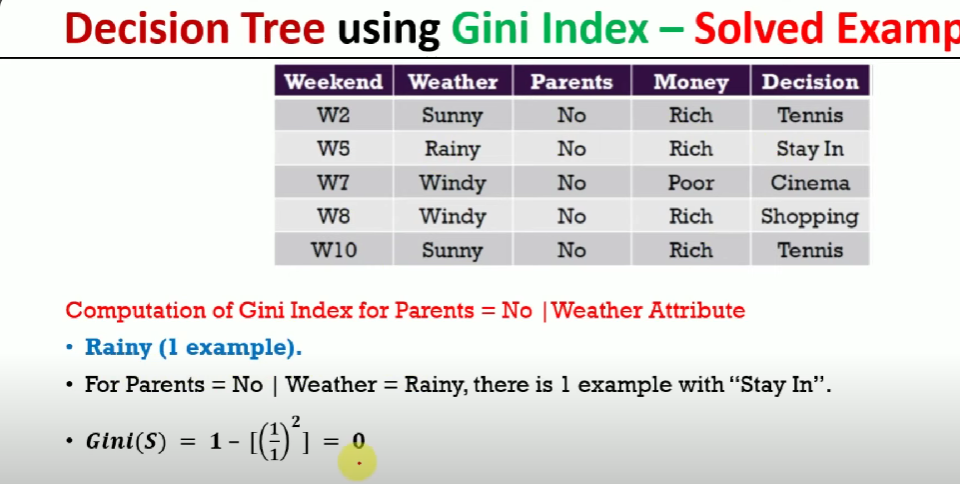 Decision Tree using Gini Index – Solved Examp
Weekend Weather Parents Money Decision
W2 Sunny No Rich Tennis
W5 Rainy No Rich Stay In
W7 Windy No Poor Cinema
W8 Windy No Rich Shopping
W10 Sunny No Rich Tennis
Computation of Gini Index for Parents = No | Weather Attribute
• Rainy (1 example).
• For Parents = No | Weather = Rainy, there is 1 example with “Stay In”.
• Gini(S) = 1 - [(1/1)²] = 0